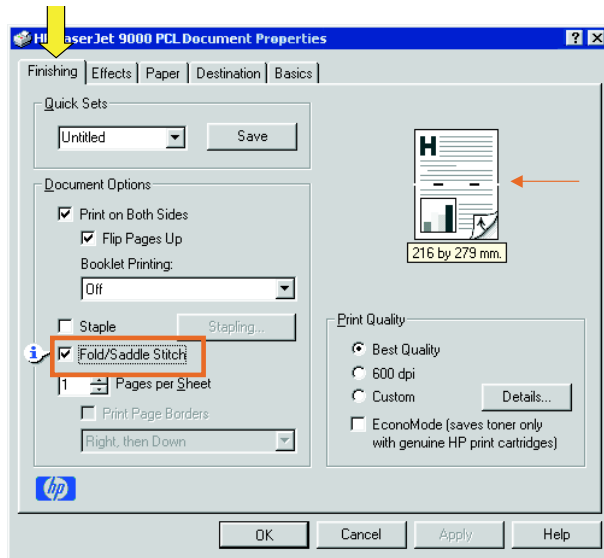 HP LaserJet 9000 PCL Document Properties
Finishing Effects Paper Destination Basics
Quick Sets
Untitled Save
H
216 by 279 mm.
Document Options
Print on Both Sides
Flip Pages Up
Booklet Printing:
Off
Staple Stapling...
Fold/Saddle Stitch
1 Pages per Sheet
Print Page Borders
Right, then Down
Print Quality
Best Quality
600 dpi
Custom Details...
EconoMode (saves toner only
with genuine HP print cartridges)
hp
OK Cancel Apply Help